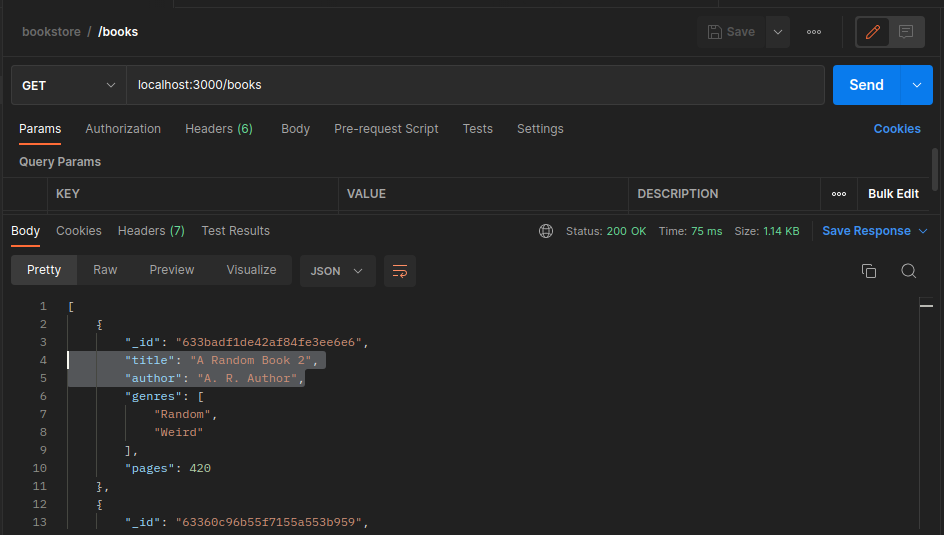 bookstore / /books
Save
GET localhost:3000/books Send
Params Authorization Headers (6) Body Pre-request Script Tests Settings Cookies
Query Params
KEY VALUE DESCRIPTION Bulk Edit
Body Cookies Headers (7) Test Results Status: 200 OK Time: 75 ms Size: 1.14 KB Save Response
Pretty Raw Preview Visualize JSON
1 [
2 {
3 "_id": "633badf1de42af84fe3ee6e6",
4 "title": "A Random Book 2",
5 "author": "A. R. Author",
6 "genres": [
7 "Random",
8 "Weird"
9 ],
10 "pages": 420
11 },
12 {
13 "_id": "63360c96b55f7155a553b959",